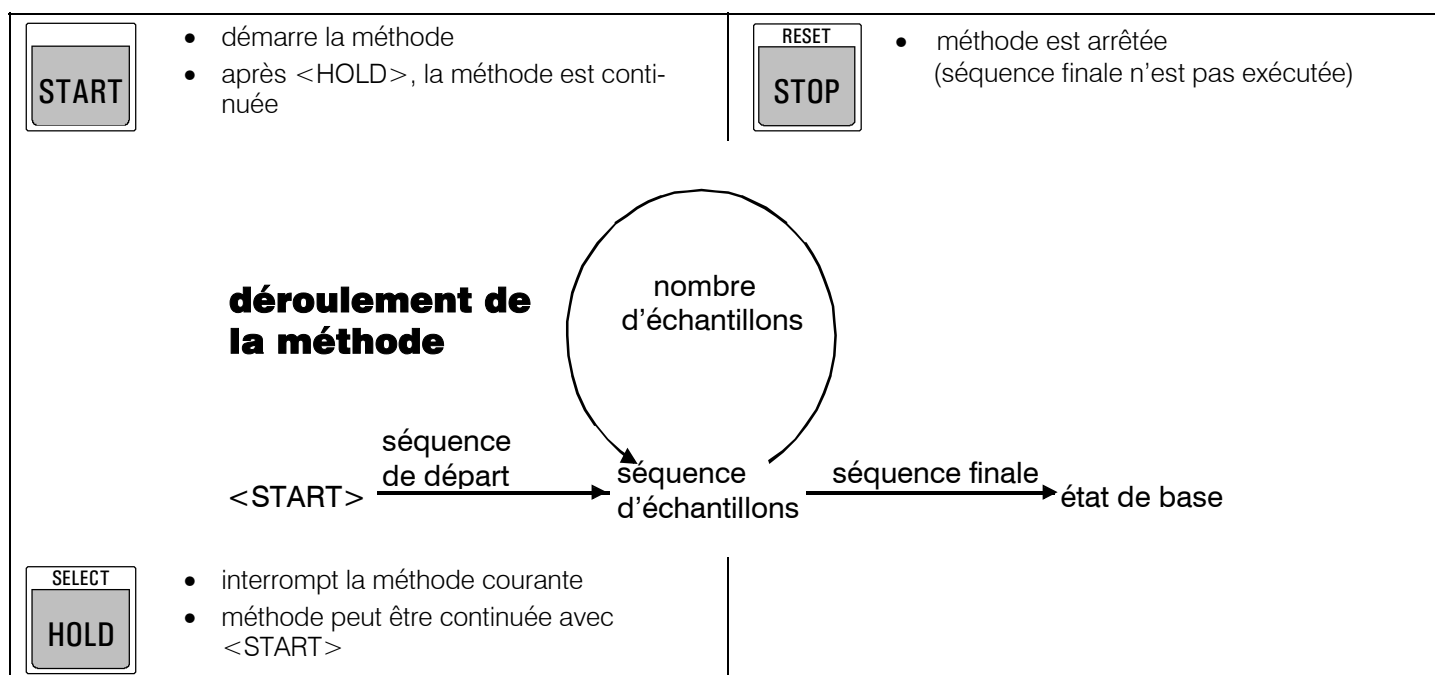 START
• démarre la méthode
• après <HOLD>, la méthode est conti-
nuée
RESET
STOP
• méthode est arrêtée
(séquence finale n'est pas exécutée)
déroulement de
la méthode
nombre
d'échantillons
<START>
séquence
de départ
séquence
d'échantillons
séquence finale
état de base
SELECT
HOLD
• interrompt la méthode courante
• méthode peut être continuée avec
<START>